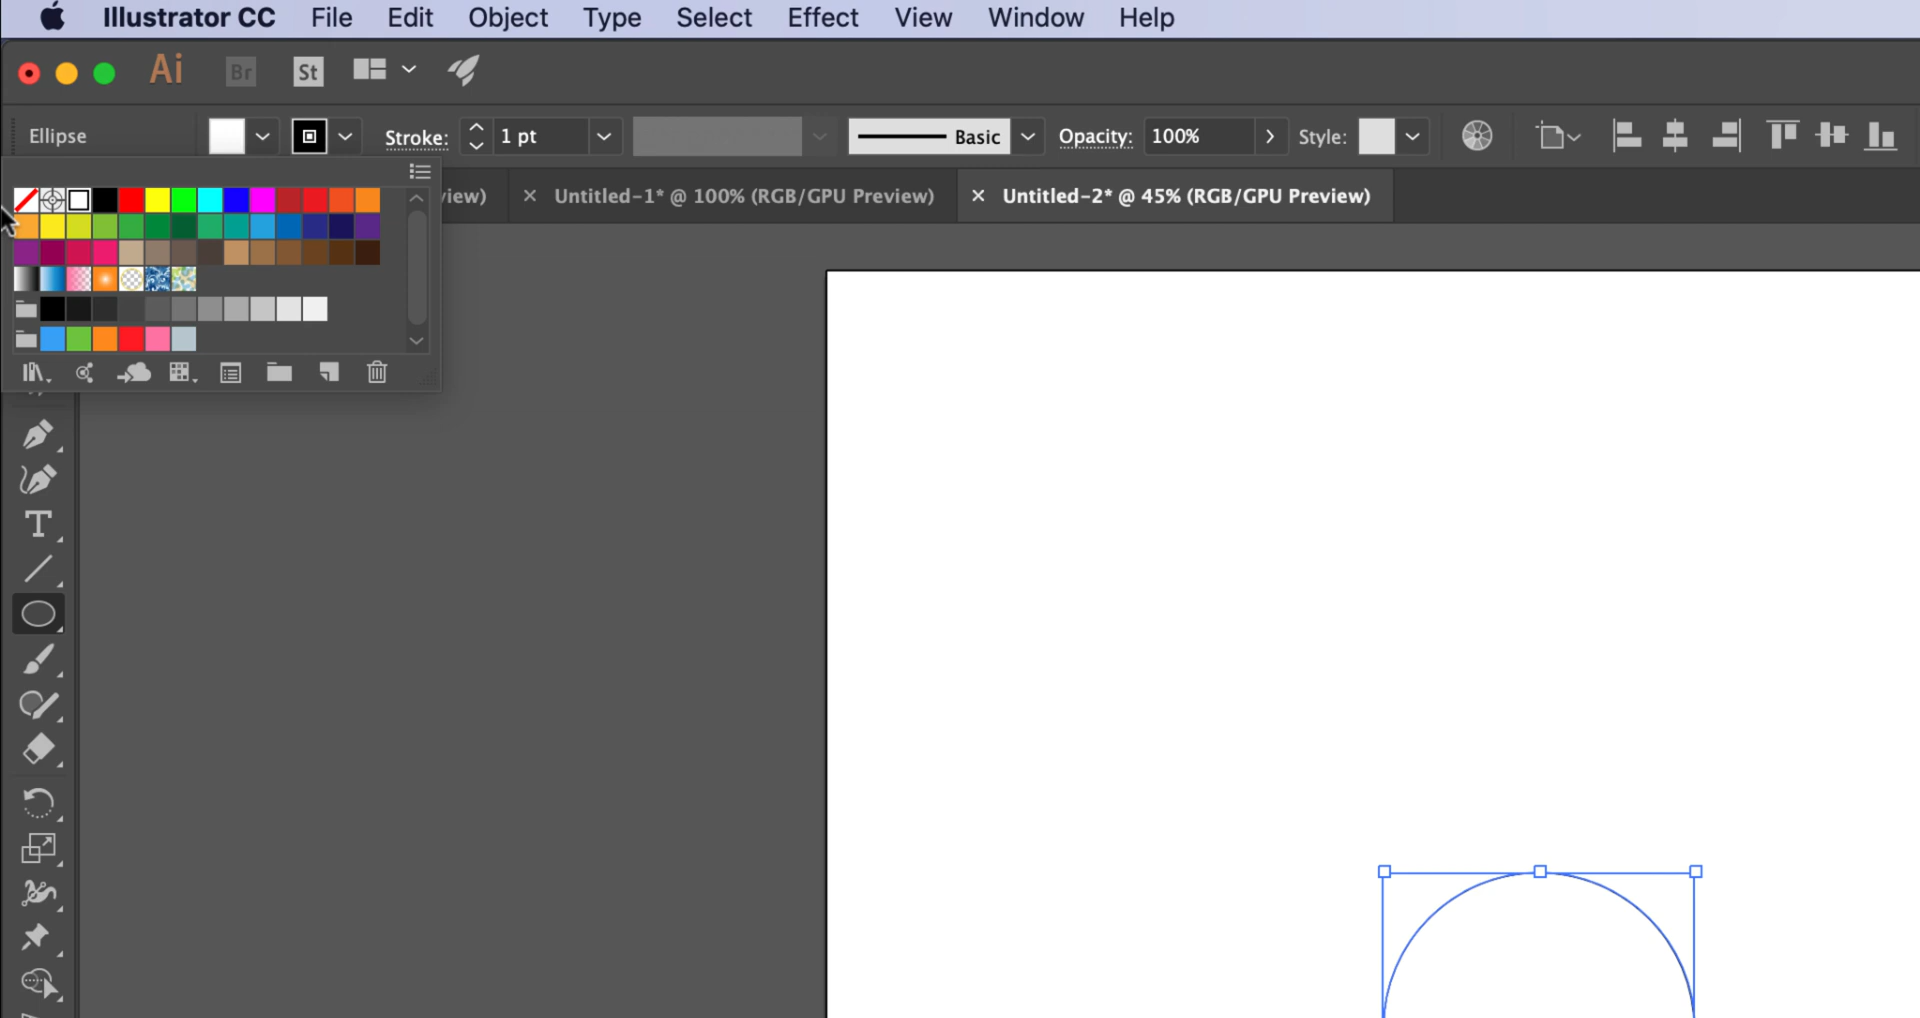 Illustrator CC File Edit Object Type Select Effect View Window Help
Ai Br St
Ellipse Stroke: 1 pt Basic Opacity: 100% Style:
iew) × Untitled-1* @ 100% (RGB/GPU Preview) × Untitled-2* @ 45% (RGB/GPU Preview)
T